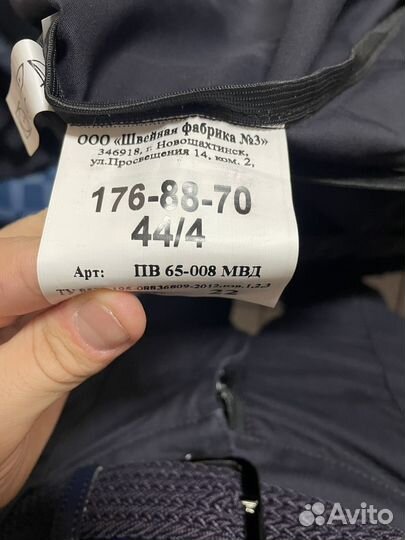 ООО «Швейная фабрика №3»
346918, г. Новошахтинск,
ул.Просвещения 14, ком. 2,
176-88-70
44/4
Арт: ПВ 65-008 МВД
22
Avito